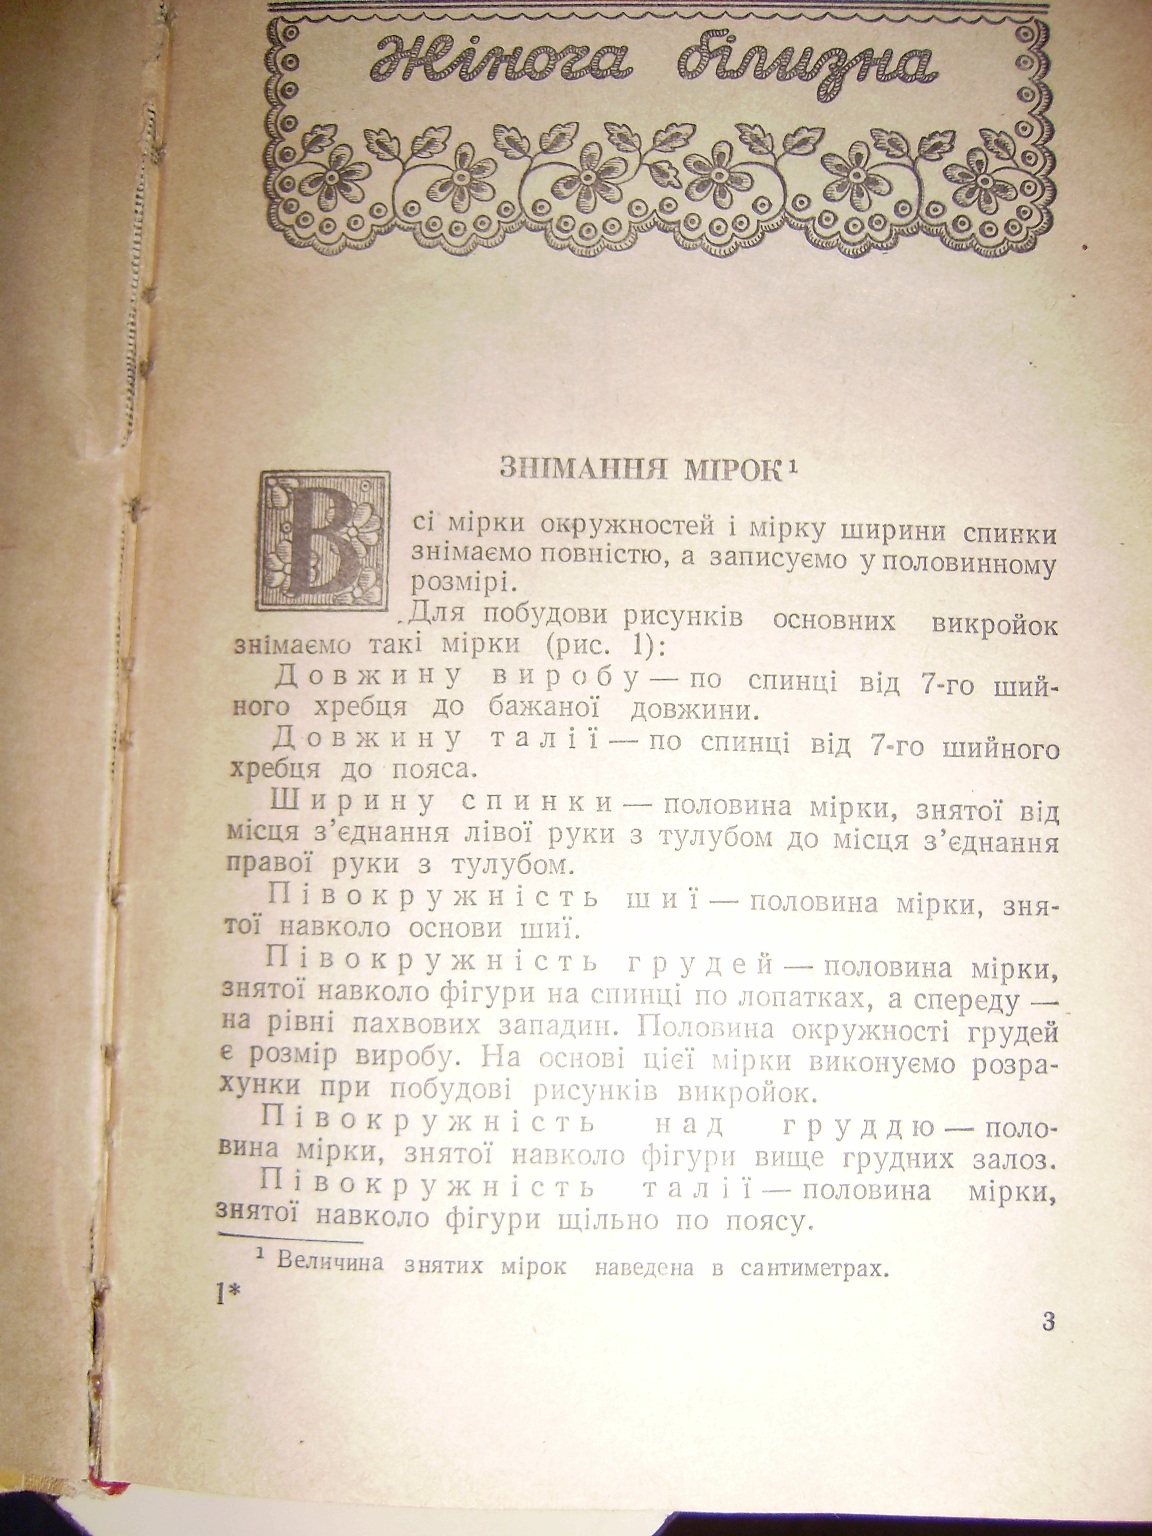 Жіноча білизна
ЗНІМАННЯ МІРОК¹
Всі мірки окружностей і мірку ширини спинки
знімаємо повністю, а записуємо у половинному
розмірі.
Для побудови рисунків основних викройок
знімаємо такі мірки (рис. 1):
Довжину виробу — по спинці від 7-го ший-
ного хребця до бажаної довжини.
Довжину талії — по спинці від 7-го шийного
хребця до пояса.
Ширину спинки — половина мірки, знятої від
місця з’єднання лівої руки з тулубом до місця з’єднання
правої руки з тулубом.
Півокружність шиї — половина мірки, зня-
тої навколо основи шиї.
Півокружність грудей — половина мірки,
знятої навколо фігури на спинці по лопатках, а спереду —
на рівні пахвових западин. Половина окружності грудей
є розмір виробу. На основі цієї мірки виконуємо розра-
хунки при побудові рисунків викройок.
Півокружність над груддю — поло-
вина мірки, знятої навколо фігури вище грудних залоз.
Півокружність талії — половина мірки,
знятої навколо фігури щільно по поясу.
¹ Величина знятих мірок наведена в сантиметрах.
1*
3